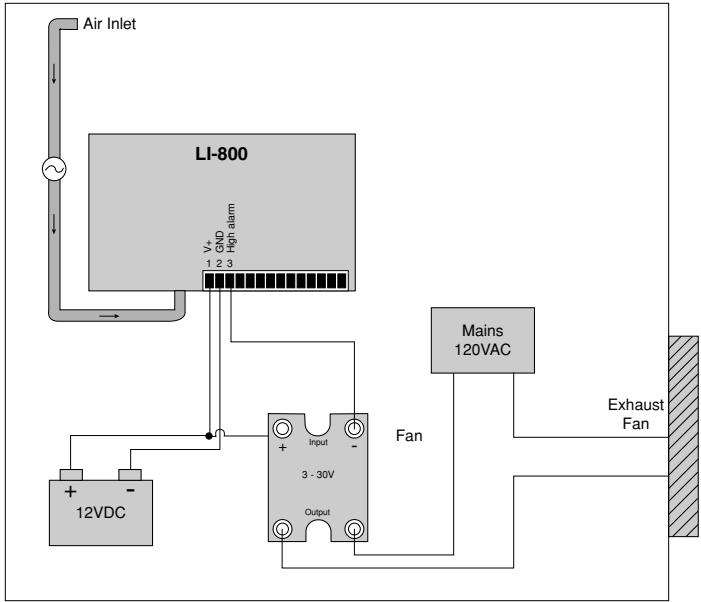 Air Inlet
LI-800
V+
GND
High alarm
1 2 3
Mains
120VAC
Exhaust
Fan
Fan
+ Input -
3 - 30V
Output
+ -
12VDC